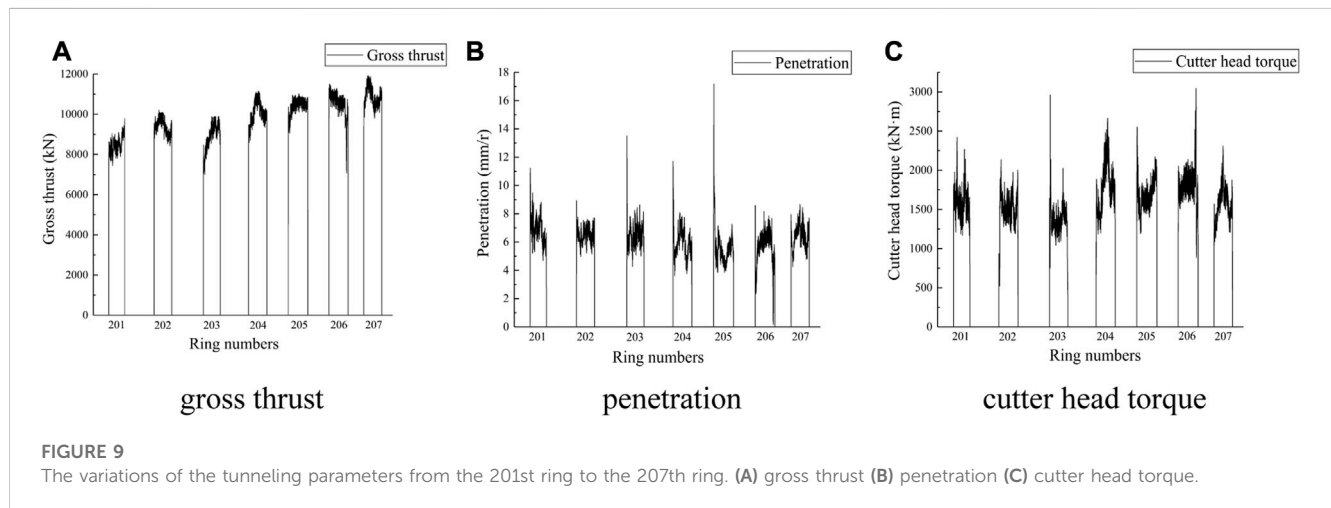 A
Gross thrust
12000
10000
8000
6000
4000
2000
0
Gross thrust (kN)
201 202 203 204 205 206 207
Ring numbers
gross thrust
B
Penetration
18
16
14
12
10
8
6
4
2
0
Penetration (mm/r)
201 202 203 204 205 206 207
Ring numbers
penetration
C
Cutter head torque
3000
2500
2000
1500
1000
500
0
Cutter head torque (kN·m)
201 202 203 204 205 206 207
Ring numbers
cutter head torque
FIGURE 9
The variations of the tunneling parameters from the 201st ring to the 207th ring. (A) gross thrust (B) penetration (C) cutter head torque.